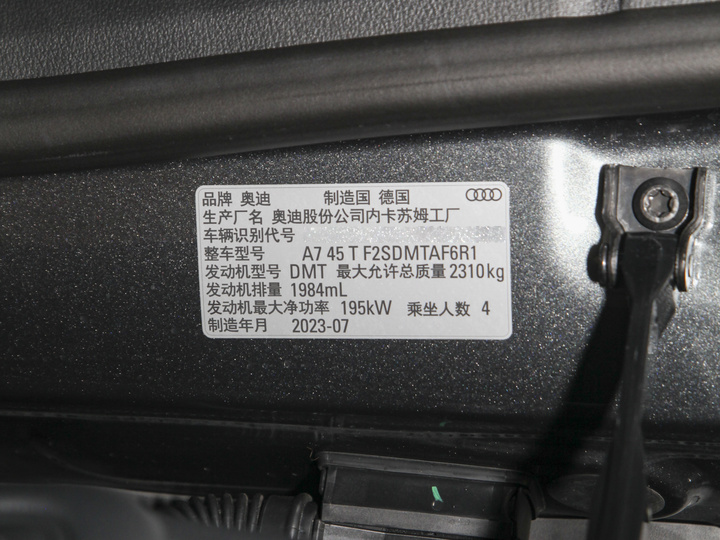 品牌 奥迪 制造国 德国
生产厂名 奥迪股份公司内卡苏姆工厂
车辆识别代号
整车型号 A7 45 T F2SDMTAF6R1
发动机型号 DMT 最大允许总质量 2310kg
发动机排量 1984mL
发动机最大净功率 195kW 乘坐人数 4
制造年月 2023-07